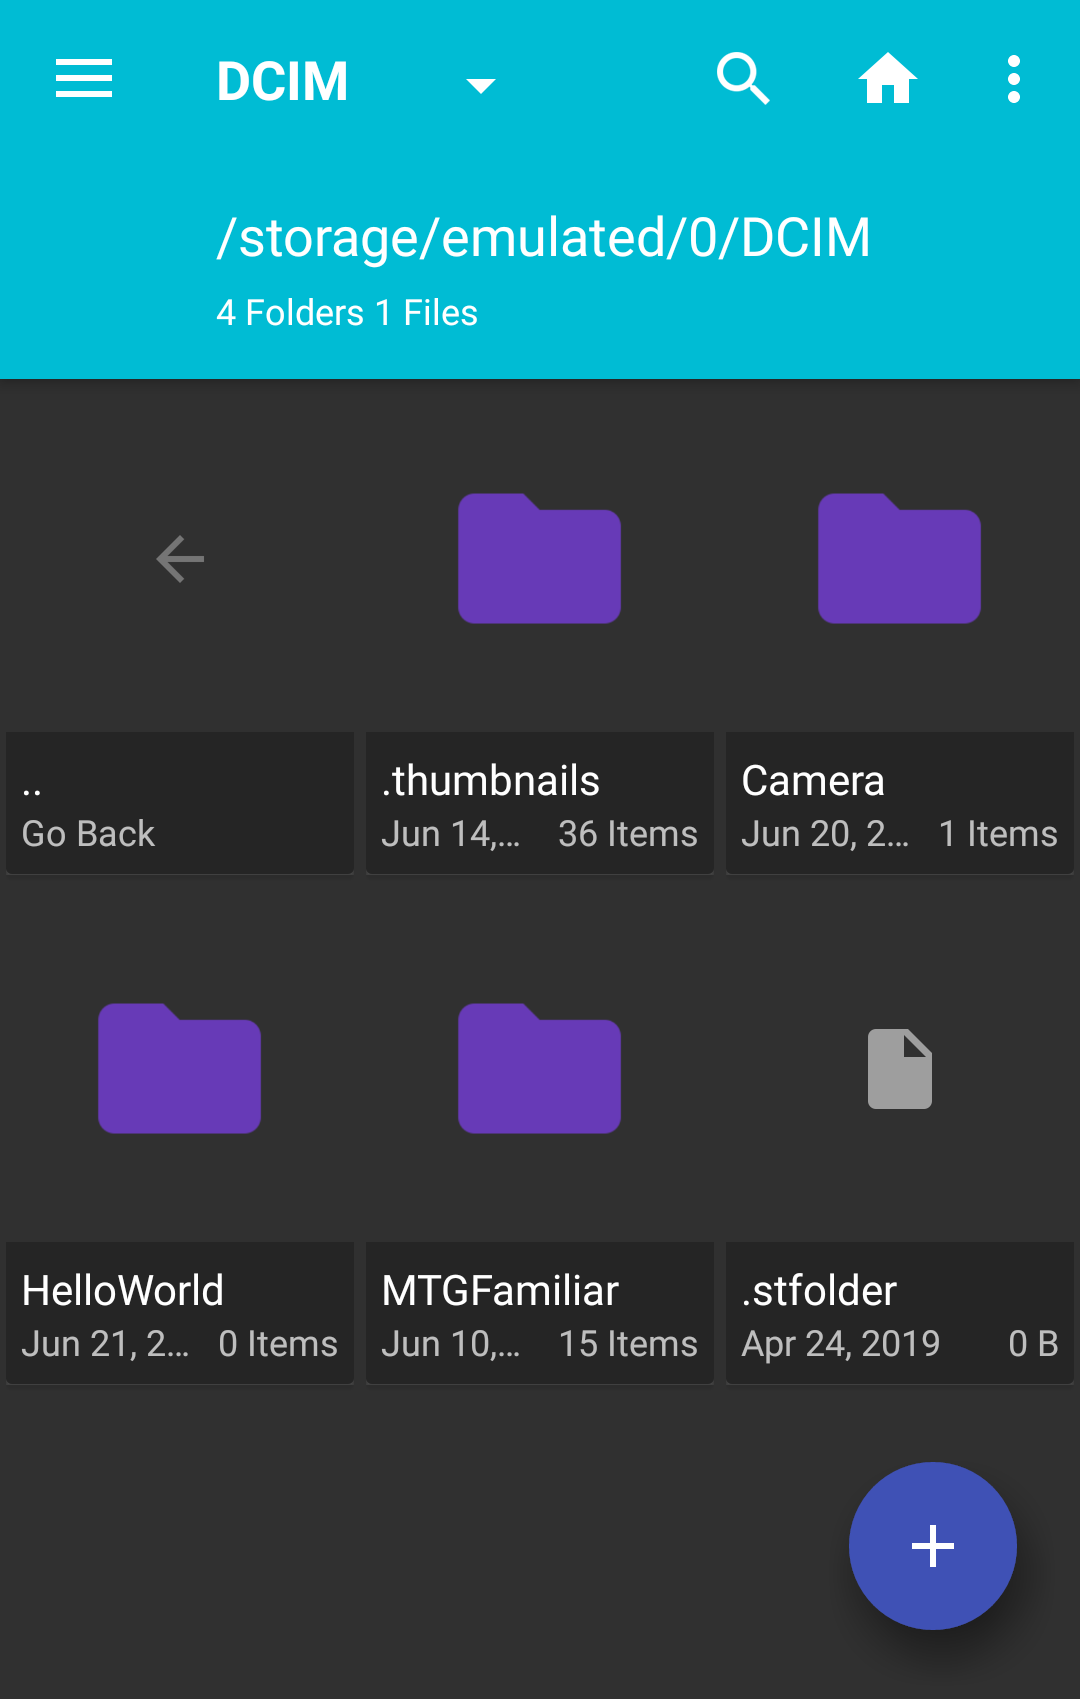 DCIM
/storage/emulated/0/DCIM
4 Folders 1 Files
..
Go Back
.thumbnails
Jun 14,... 36 Items
Camera
Jun 20, 2... 1 Items
HelloWorld
Jun 21, 2... 0 Items
MTGFamiliar
Jun 10,... 15 Items
.stfolder
Apr 24, 2019 0 B